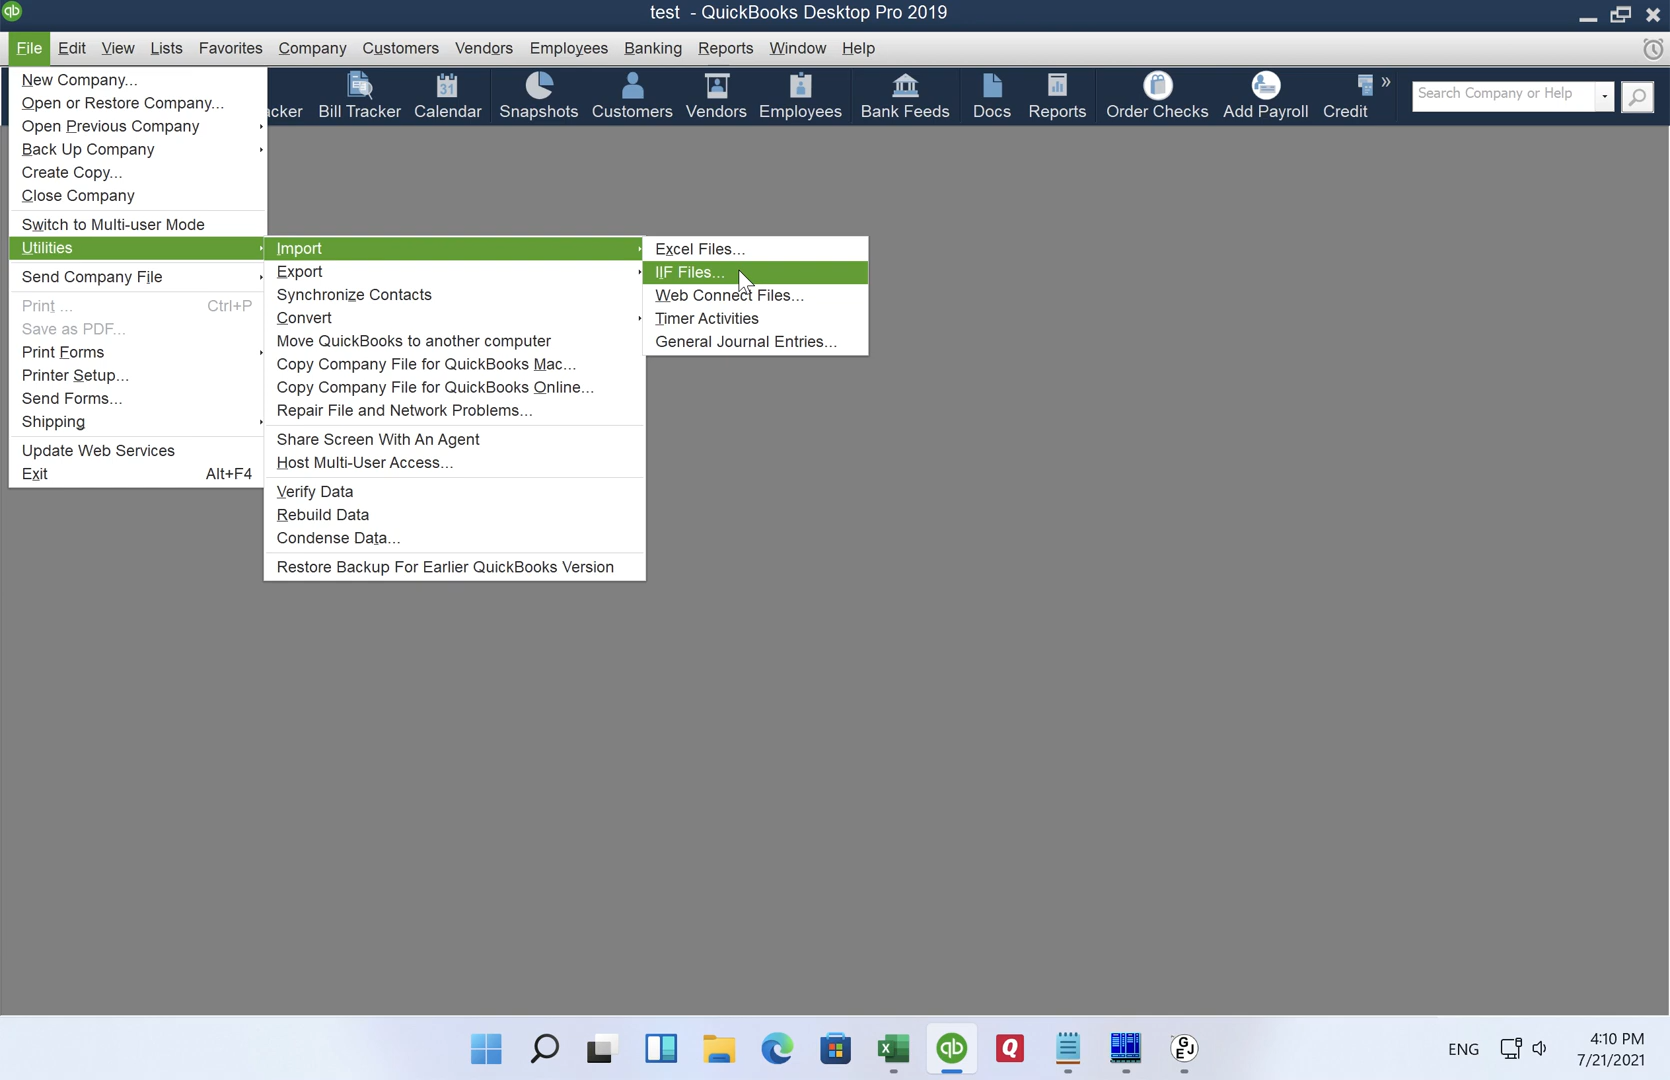 qb
test - QuickBooks Desktop Pro 2019
File Edit View Lists Favorites Company Customers Vendors Employees Banking Reports Window Help
31
acker Bill Tracker Calendar Snapshots Customers Vendors Employees Bank Feeds Docs Reports Order Checks Add Payroll Credit »
Search Company or Help
New Company...
Open or Restore Company...
Open Previous Company
Back Up Company
Create Copy...
Close Company
Switch to Multi-user Mode
Utilities
Send Company File
Print ... Ctrl+P
Save as PDF...
Print Forms
Printer Setup...
Send Forms...
Shipping
Update Web Services
Exit Alt+F4
Import
Export
Synchronize Contacts
Convert
Move QuickBooks to another computer
Copy Company File for QuickBooks Mac...
Copy Company File for QuickBooks Online...
Repair File and Network Problems...
Share Screen With An Agent
Host Multi-User Access...
Verify Data
Rebuild Data
Condense Data...
Restore Backup For Earlier QuickBooks Version
Excel Files...
IIF Files...
Web Connect Files...
Timer Activities
General Journal Entries...
X qb Q GJE ENG 4:10 PM
7/21/2021